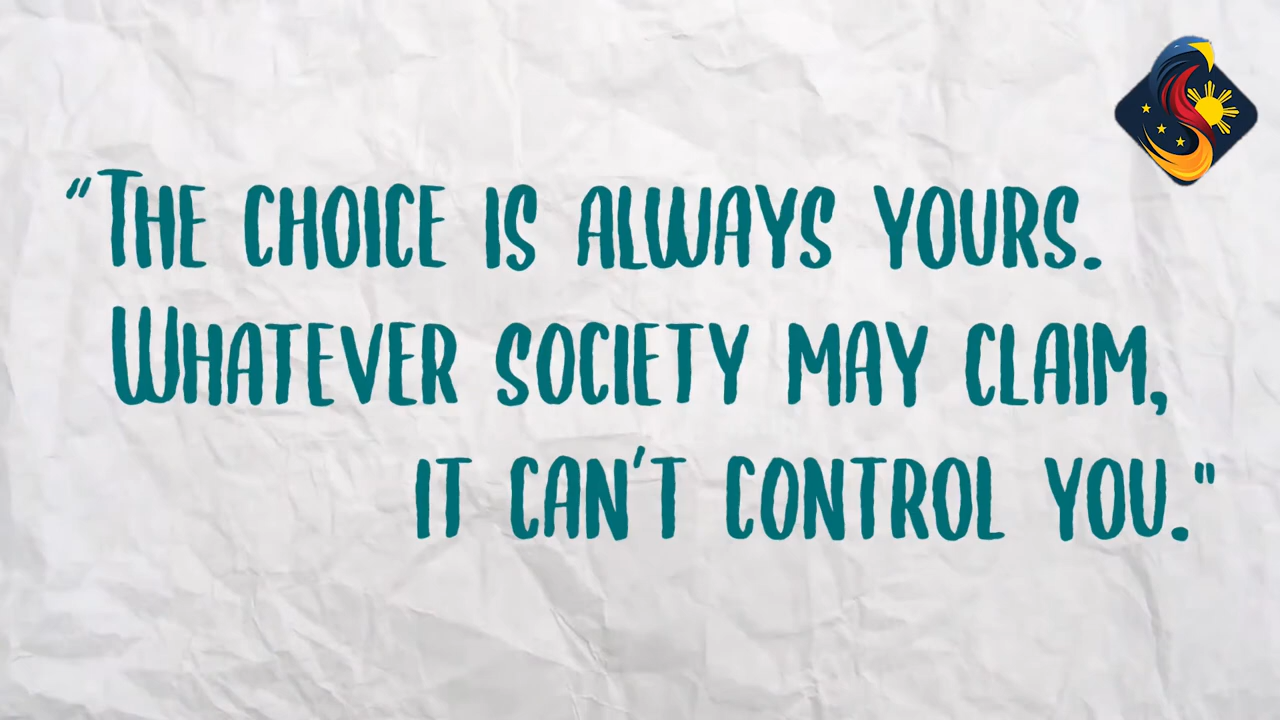 “The choice is always yours.
Whatever society may claim,
it can't control you."